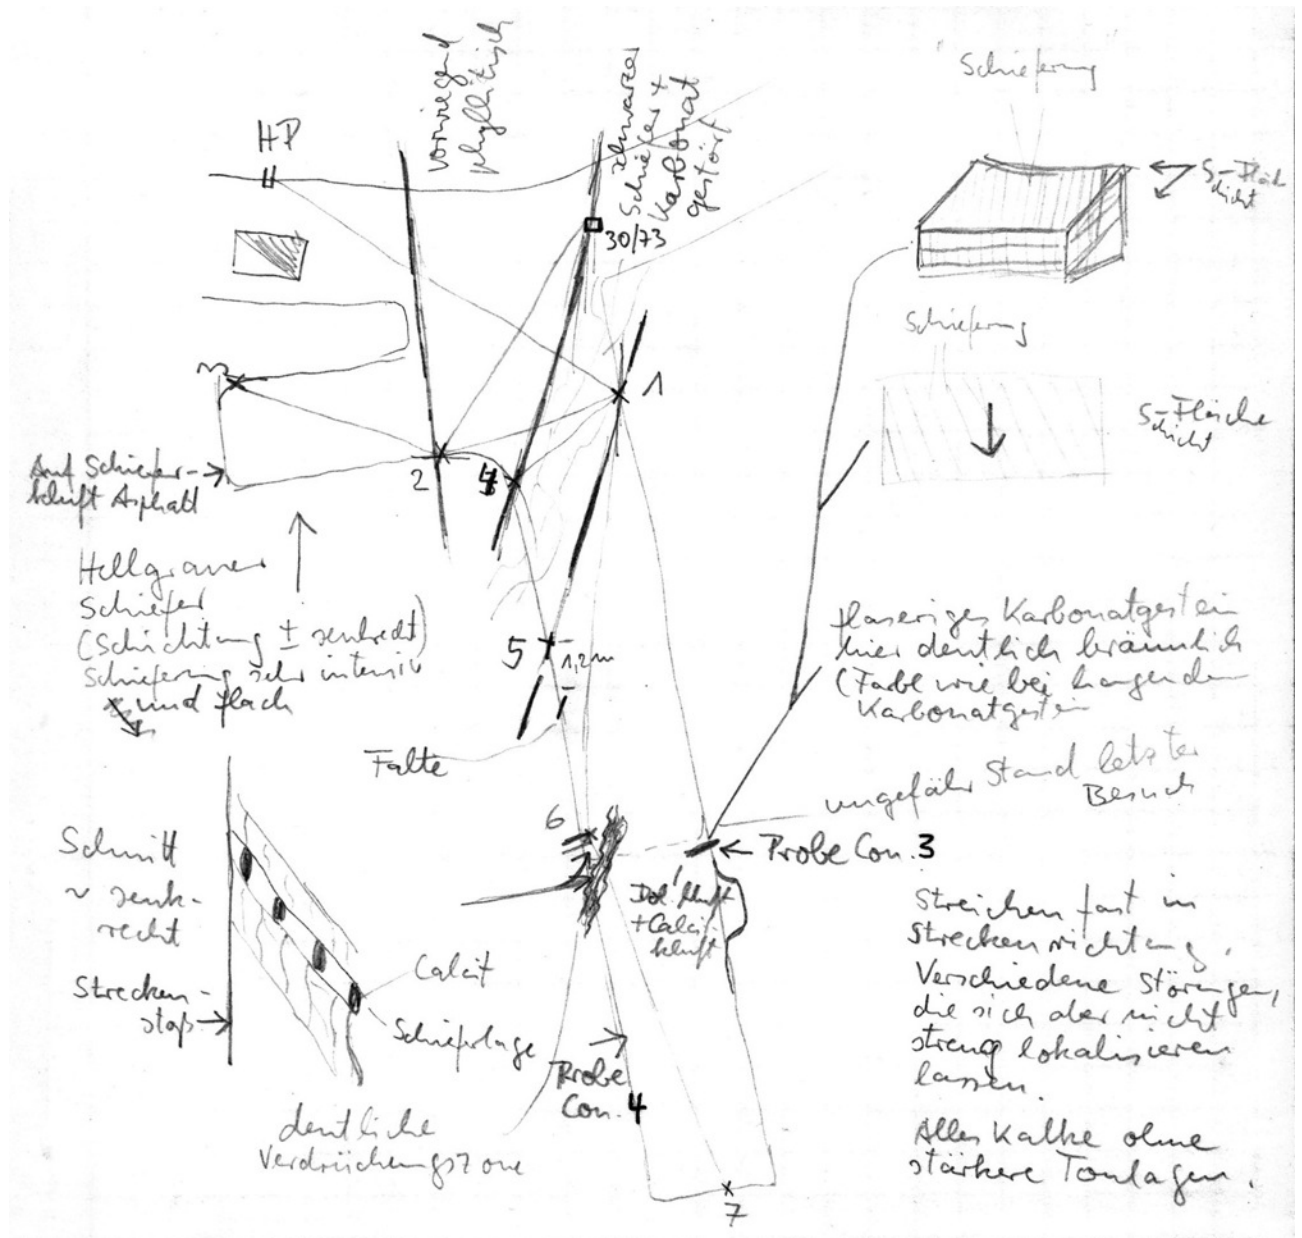 vorwiegend
phyllitisch
schwarzer
Schiefer +
Karbonat
gestört
HP
30/73
Schieferung
S-Fläche
Schicht
Schieferung
S-Fläche
Schicht
3
1
2
4
Auf Schiefer-
kluft Asphalt
Hellgrauer
Schiefer
(Schichtung ± senkrecht)
Schieferung sehr intensiv
und flach
5
1,2 m
Falte
flaseriges Karbonatgestein
hier deutlich bräunlich
(Farbe wie bei hangendem
Karbonatgestein
ungefähr Stand letzter
Besuch
6
← Probe Con. 3
Dol. kluft
+ Calcit-
kluft
Schnitt
~ senk-
recht
Strecken-
stoß
Calcit
Schieferlage
Probe
Con. 4
deutliche
Verdrückungszone
Streichen fast in
Streckenrichtung.
Verschiedene Störungen,
die sich aber nicht
streng lokalisieren
lassen.
Alles Kalke ohne
stärkere Tonlagen.
7